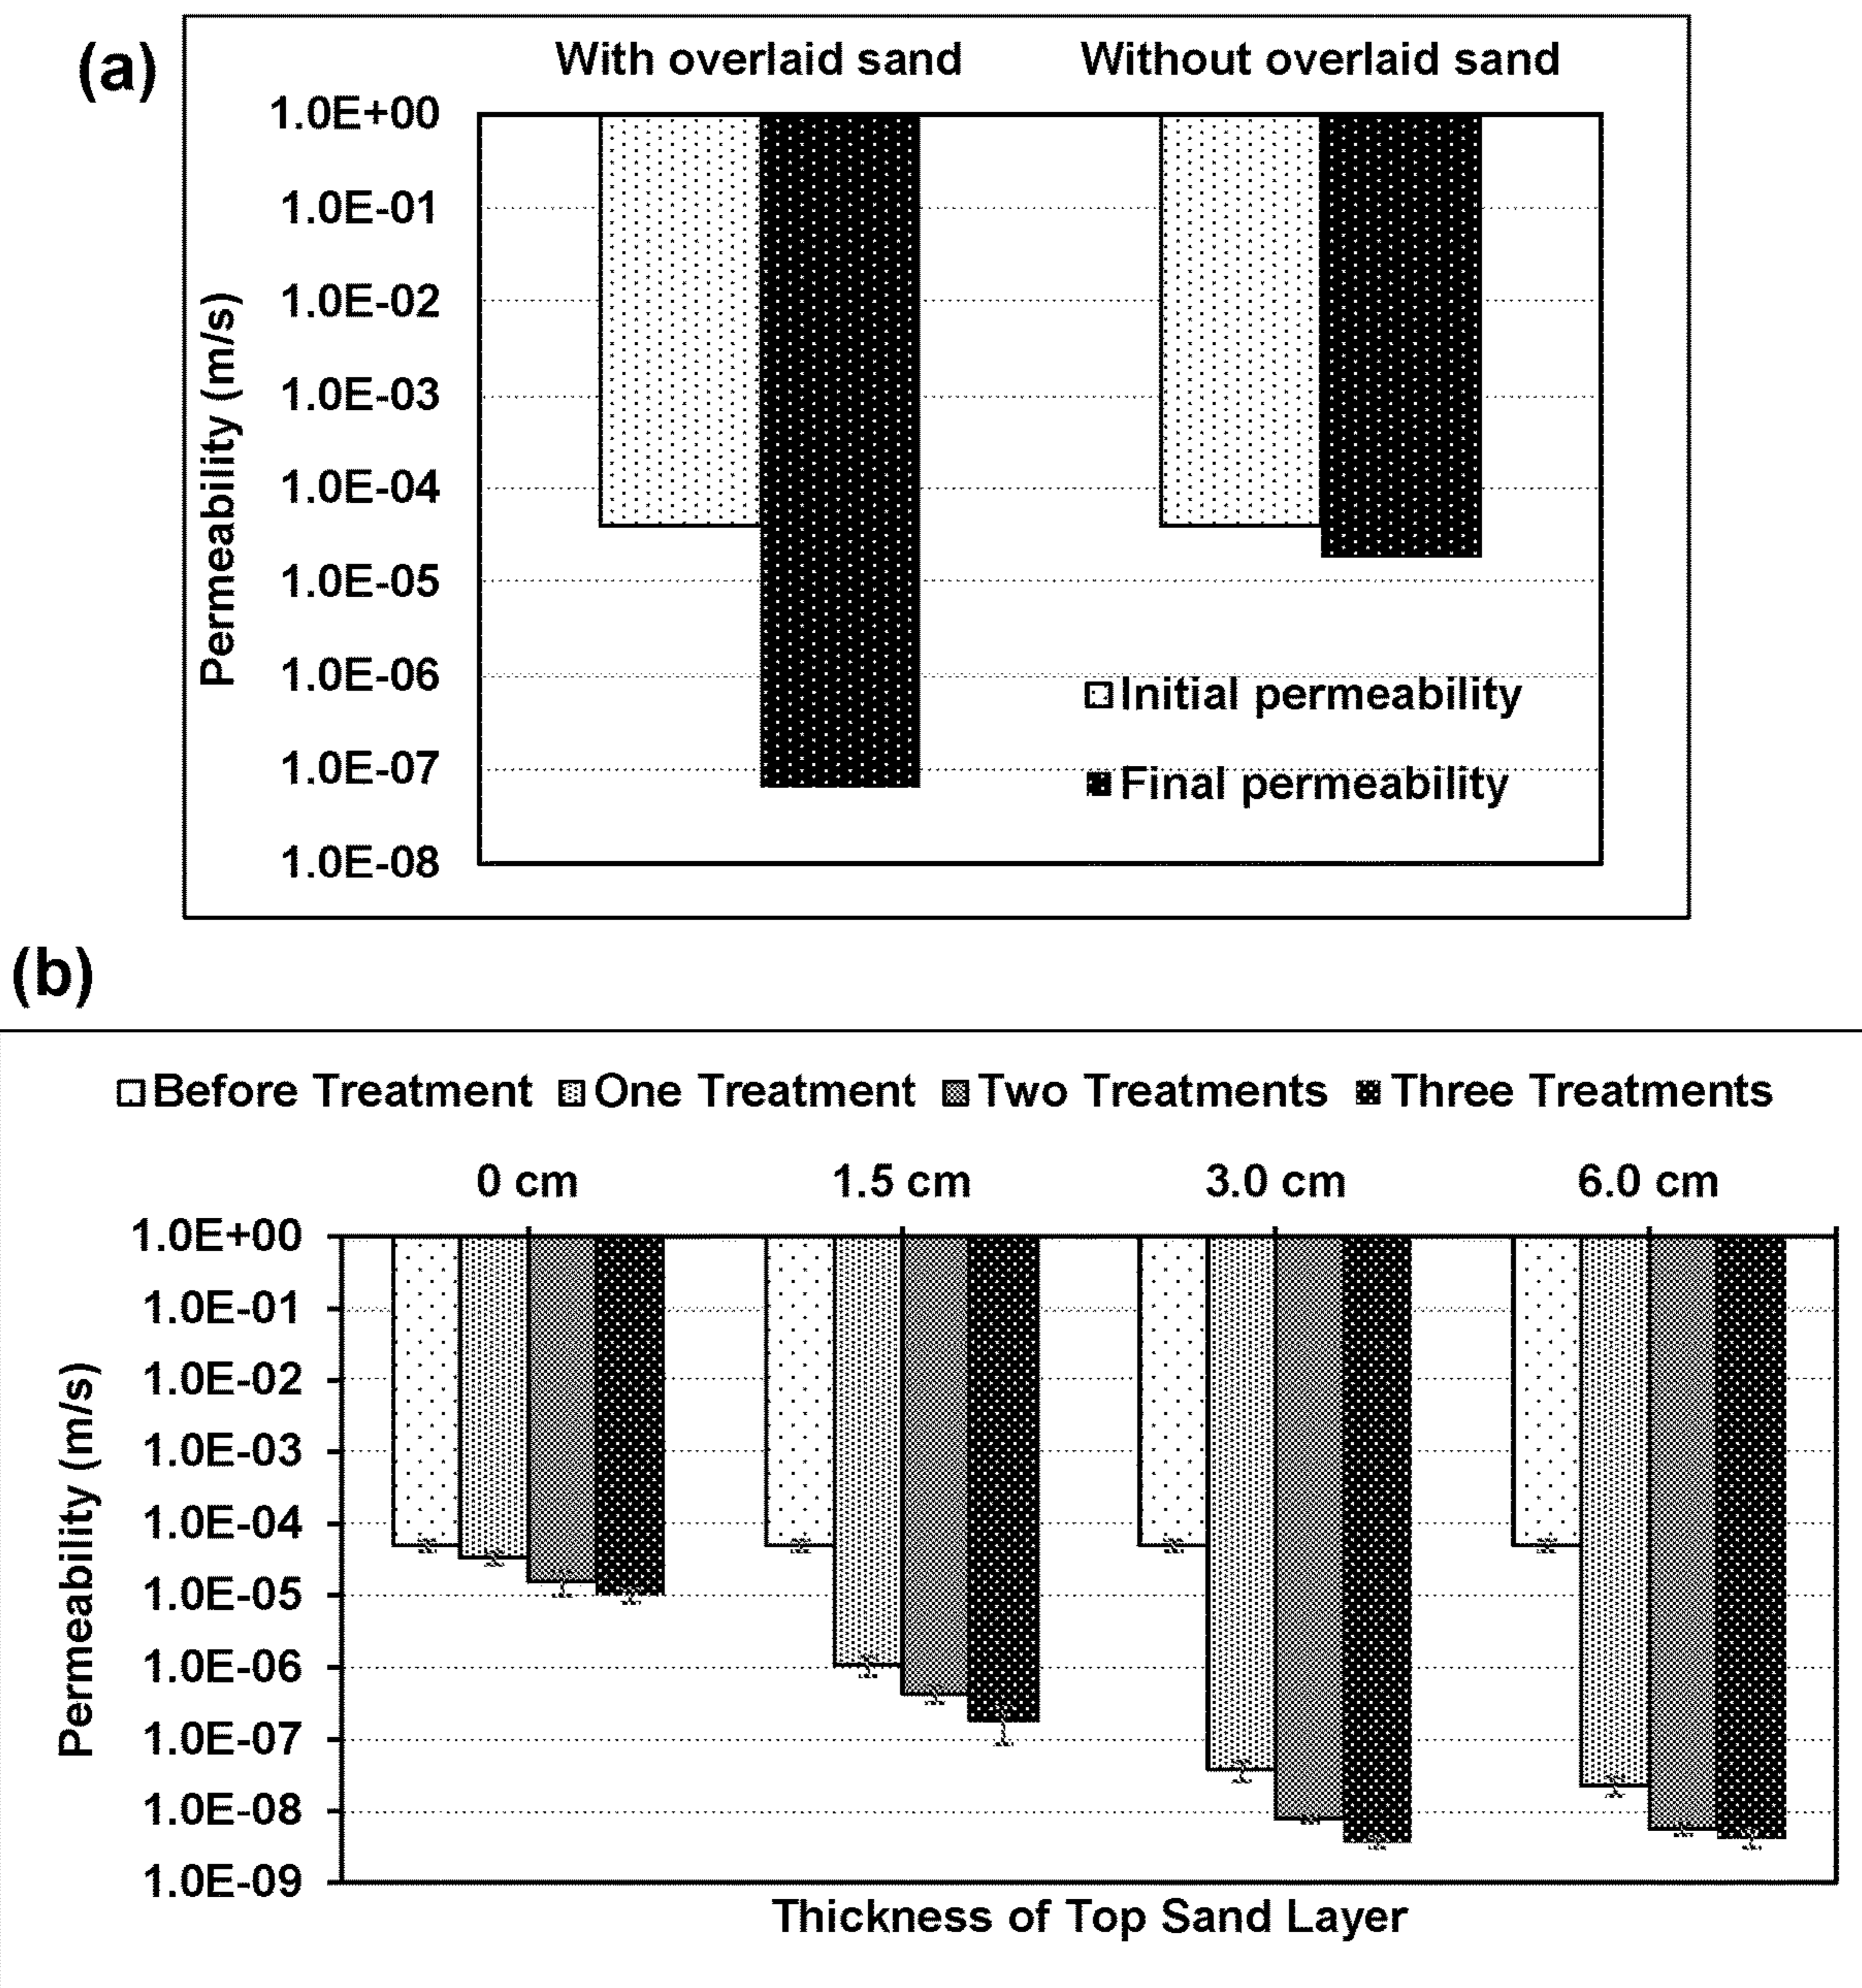 (a)
With overlaid sand Without overlaid sand
1.0E+00
1.0E-01
1.0E-02
1.0E-03
1.0E-04
1.0E-05
1.0E-06
1.0E-07
1.0E-08
Permeability (m/s)
Initial permeability
Final permeability
(b)
Before Treatment One Treatment Two Treatments Three Treatments
0 cm 1.5 cm 3.0 cm 6.0 cm
1.0E+00
1.0E-01
1.0E-02
1.0E-03
1.0E-04
1.0E-05
1.0E-06
1.0E-07
1.0E-08
1.0E-09
Permeability (m/s)
Thickness of Top Sand Layer